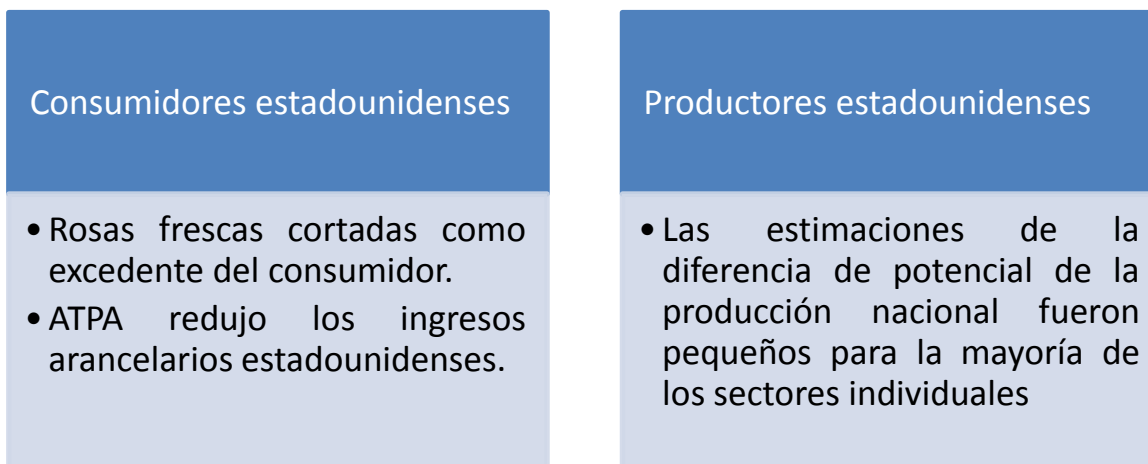 Consumidores estadounidenses
• Rosas frescas cortadas como
excedente del consumidor.
• ATPA redujo los ingresos
arancelarios estadounidenses.
Productores estadounidenses
• Las estimaciones de la
diferencia de potencial de la
producción nacional fueron
pequeños para la mayoría de
los sectores individuales